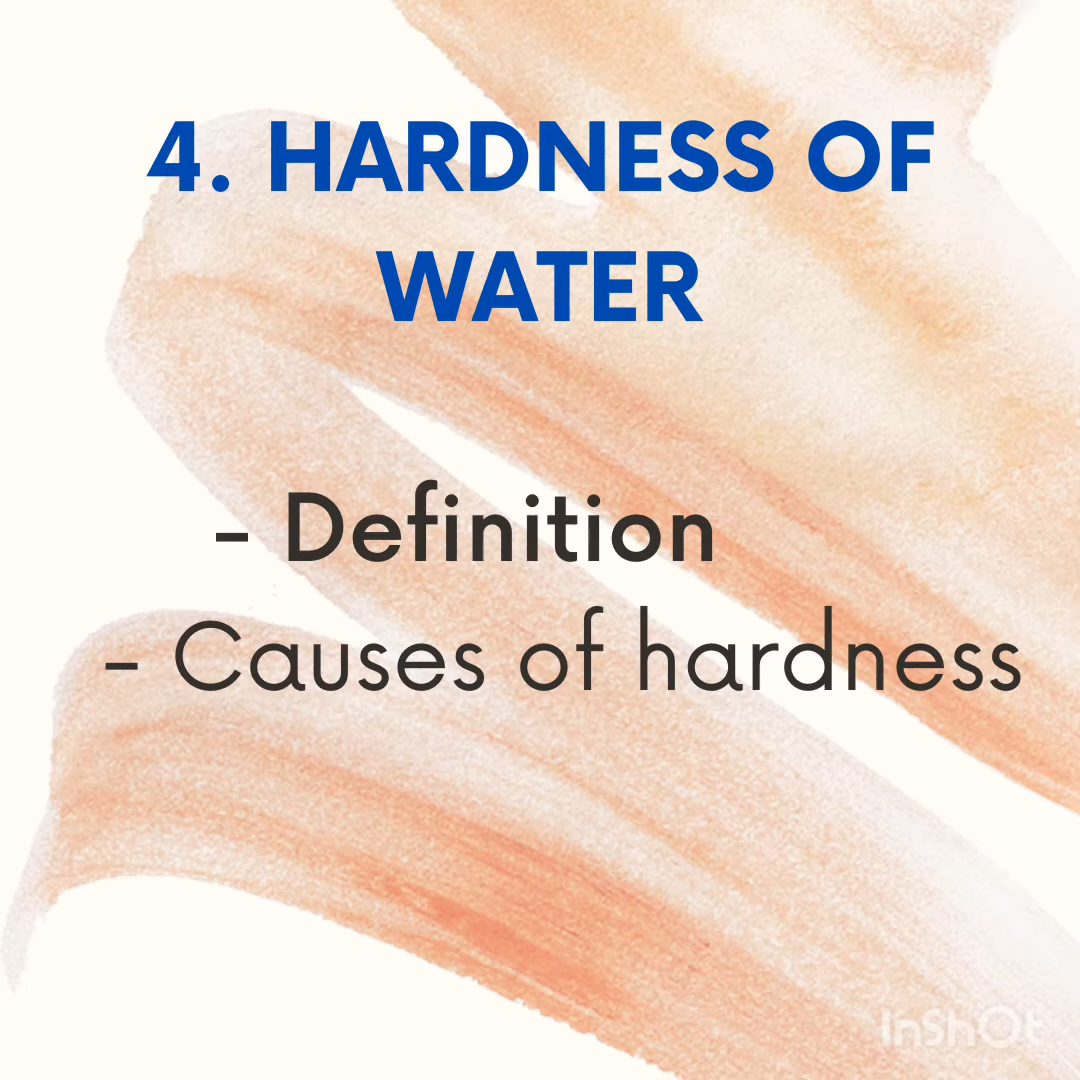 4. HARDNESS OF
WATER
- Definition
- Causes of hardness
InShOt